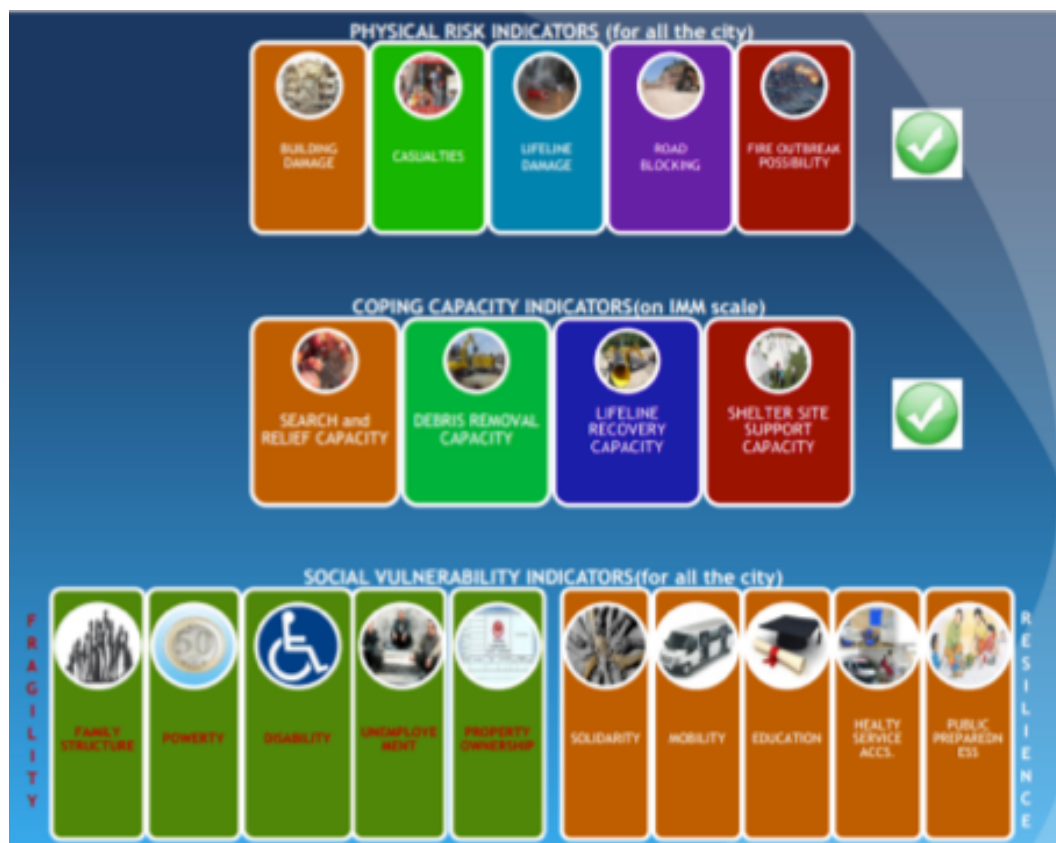 PHYSICAL RISK INDICATORS (for all the city)
BUILDING
DAMAGE
CASUALTIES
LIFELINE
DAMAGE
ROAD
BLOCKING
FIRE OUTBREAK
POSSIBILITY
COPING CAPACITY INDICATORS(on IMM scale)
SEARCH and
RELIEF CAPACITY
DEBRIS REMOVAL
CAPACITY
LIFELINE
RECOVERY
CAPACITY
SHELTER SITE
SUPPORT
CAPACITY
SOCIAL VULNERABILITY INDICATORS(for all the city)
FRAGILITY
50
FAMILY
STRUCTURE
POWERTY
DISABILITY
UNEMPLOYE
MENT
PROPERTY
OWNERSHIP
SOLIDARITY
MOBILITY
EDUCATION
HEALTY
SERVICE
ACCS.
PUBLIC
PREPAREDN
ESS
RESILIENCE